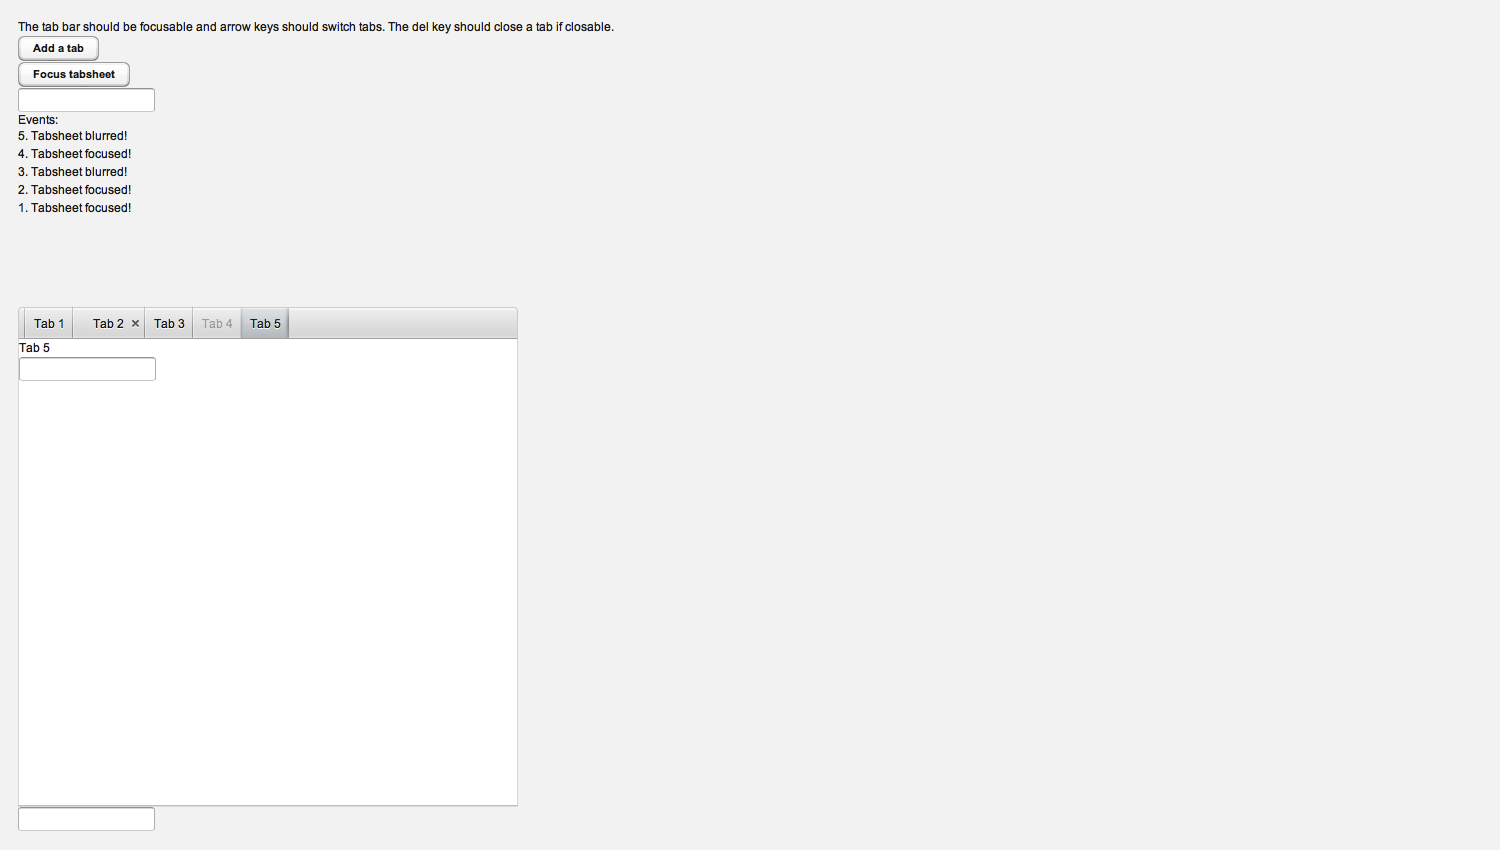 The tab bar should be focusable and arrow keys should switch tabs. The del key should close a tab if closable.
Add a tab
Focus tabsheet
Events:
5. Tabsheet blurred!
4. Tabsheet focused!
3. Tabsheet blurred!
2. Tabsheet focused!
1. Tabsheet focused!
Tab 1 Tab 2 × Tab 3 Tab 4 Tab 5
Tab 5